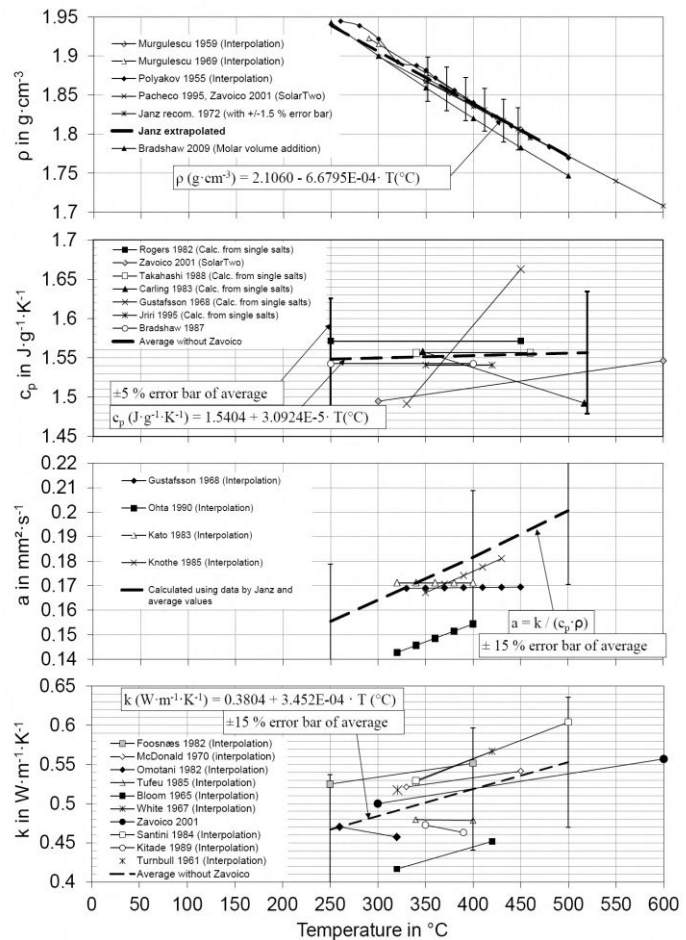 1.95
1.9
1.85
1.8
1.75
1.7
ρ in g·cm⁻³
Murgulescu 1959 (Interpolation)
Murgulescu 1969 (Interpolation)
Polyakov 1955 (Interpolation)
Pacheco 1995, Zavoico 2001 (SolarTwo)
Janz recom. 1972 (with +/-1.5 % error bar)
Janz extrapolated
Bradshaw 2009 (Molar volume addition)
ρ (g·cm⁻³) = 2.1060 - 6.6795E-04· T(°C)
1.7
1.65
1.6
1.55
1.5
1.45
cₚ in J·g⁻¹·K⁻¹
Rogers 1982 (Calc. from single salts)
Zavoico 2001 (SolarTwo)
Takahashi 1988 (Calc. from single salts)
Carling 1983 (Calc. from single salts)
Gustafsson 1968 (Calc. from single salts)
Jriri 1995 (Calc. from single salts)
Bradshaw 1987
Average without Zavoico
±5 % error bar of average
cₚ (J·g⁻¹·K⁻¹) = 1.5404 + 3.0924E-5· T(°C)
0.22
0.21
0.2
0.19
0.18
0.17
0.16
0.15
0.14
a in mm²·s⁻¹
Gustafsson 1968 (Interpolation)
Ohta 1990 (Interpolation)
Kato 1983 (Interpolation)
Knothe 1985 (Interpolation)
Calculated using data by Janz and
average values
a = k / (cₚ·ρ)
± 15 % error bar of average
0.65
0.6
0.55
0.5
0.45
0.4
k in W·m⁻¹·K⁻¹
k (W·m⁻¹·K⁻¹) = 0.3804 + 3.452E-04 · T (°C)
±15 % error bar of average
Foosnæs 1982 (Interpolation)
McDonald 1970 (interpolation)
Omotani 1982 (Interpolation)
Tufeu 1985 (Interpolation)
Bloom 1965 (Interpolation)
White 1967 (Interpolation)
Zavoico 2001
Santini 1984 (Interpolation)
Kitade 1989 (Interpolation)
Turnbull 1961 (Interpolation)
Average without Zavoico
0 50 100 150 200 250 300 350 400 450 500 550 600
Temperature in °C